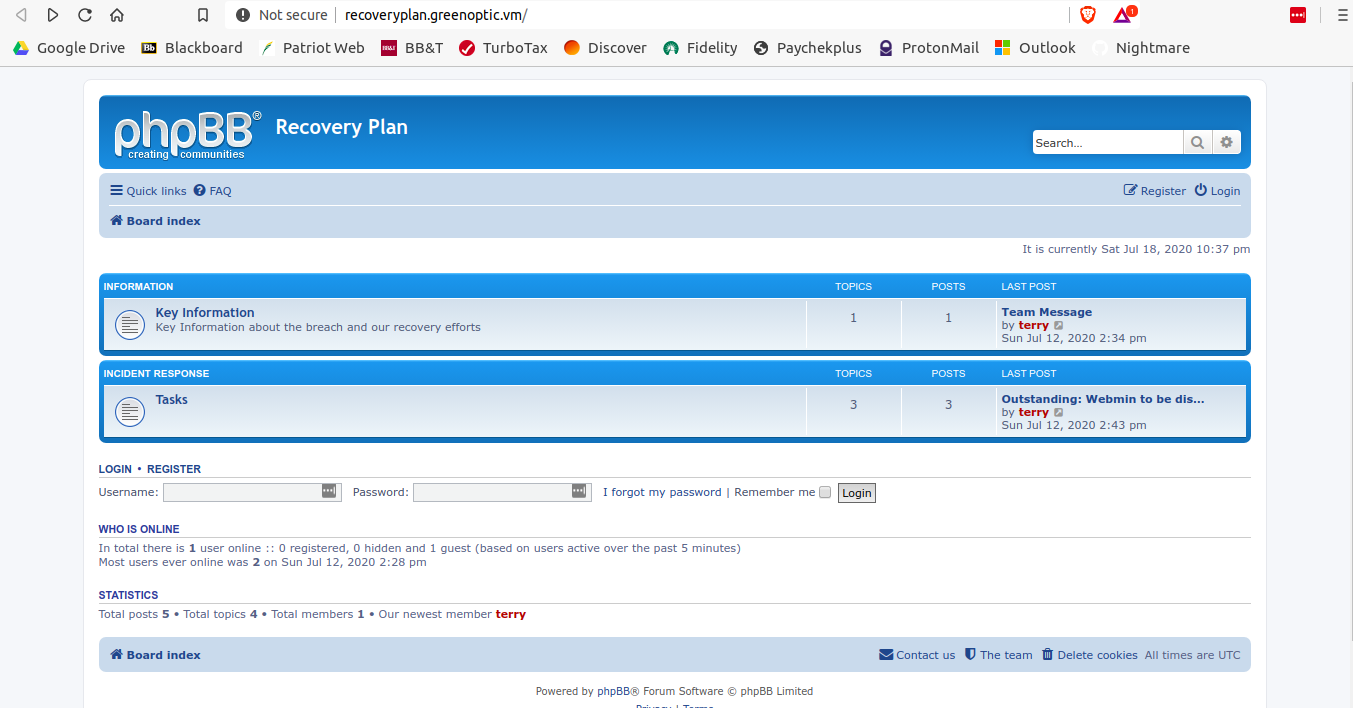 Not secure | recoveryplan.greenoptic.vm/ 1
Google Drive Bb Blackboard Patriot Web BB&T BB&T TurboTax Discover Fidelity Paychekplus ProtonMail Outlook Nightmare
phpBB® Recovery Plan
creating communities
Search...
Quick links FAQ Register Login
Board index
It is currently Sat Jul 18, 2020 10:37 pm
INFORMATION TOPICS POSTS LAST POST
Key Information 1 1 Team Message
Key Information about the breach and our recovery efforts by terry
Sun Jul 12, 2020 2:34 pm
INCIDENT RESPONSE TOPICS POSTS LAST POST
Tasks 3 3 Outstanding: Webmin to be dis...
by terry
Sun Jul 12, 2020 2:43 pm
LOGIN • REGISTER
Username: Password: I forgot my password | Remember me Login
WHO IS ONLINE
In total there is 1 user online :: 0 registered, 0 hidden and 1 guest (based on users active over the past 5 minutes)
Most users ever online was 2 on Sun Jul 12, 2020 2:28 pm
STATISTICS
Total posts 5 • Total topics 4 • Total members 1 • Our newest member terry
Board index Contact us The team Delete cookies All times are UTC
Powered by phpBB® Forum Software © phpBB Limited
Privacy | Terms